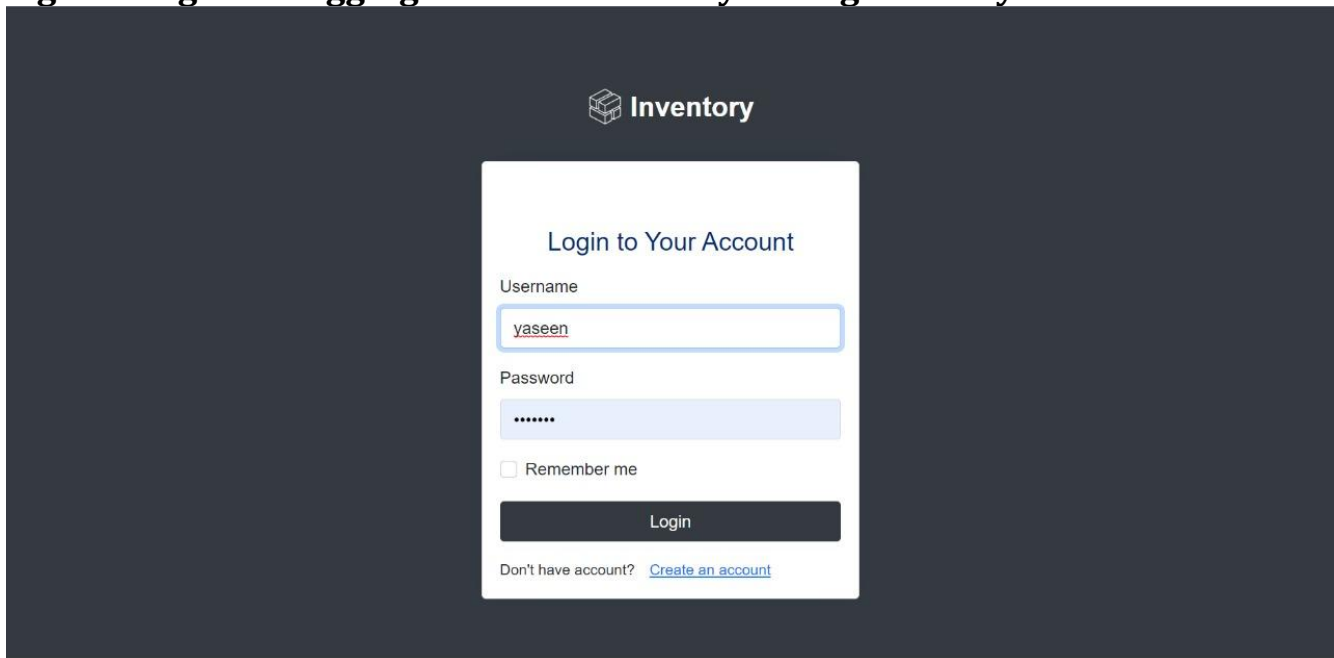 Inventory
Login to Your Account
Username
yaseen
Password
•••••••
Remember me
Login
Don't have account? Create an account